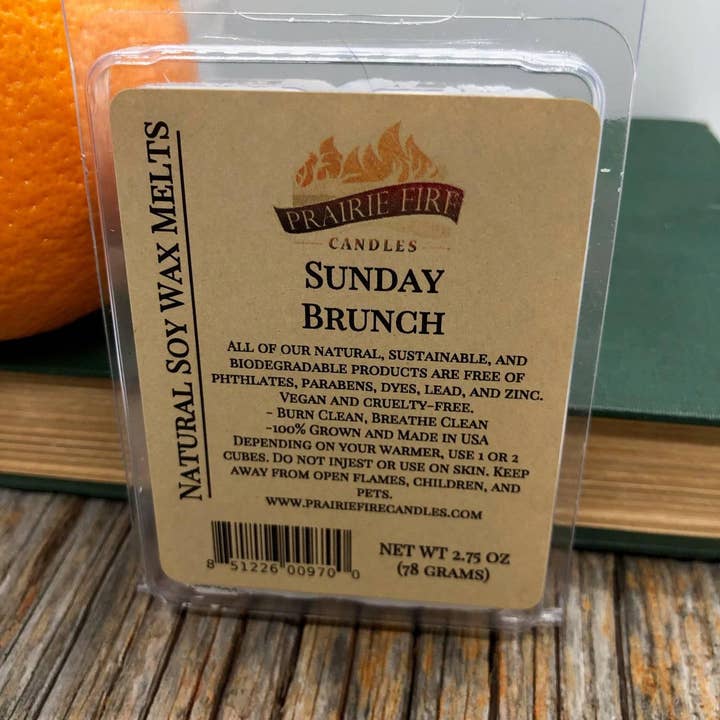 NATURAL SOY WAX MELTS
PRAIRIE FIRE
CANDLES
SUNDAY
BRUNCH
ALL OF OUR NATURAL, SUSTAINABLE, AND
BIODEGRADABLE PRODUCTS ARE FREE OF
PHTHLATES, PARABENS, DYES, LEAD, AND ZINC.
VEGAN AND CRUELTY-FREE.
- BURN CLEAN, BREATHE CLEAN
-100% GROWN AND MADE IN USA
DEPENDING ON YOUR WARMER, USE 1 OR 2
CUBES. DO NOT INJEST OR USE ON SKIN. KEEP
AWAY FROM OPEN FLAMES, CHILDREN, AND
PETS.
WWW.PRAIRIEFIRECANDLES.COM
8 51226 00970 0
NET WT 2.75 OZ
(78 GRAMS)